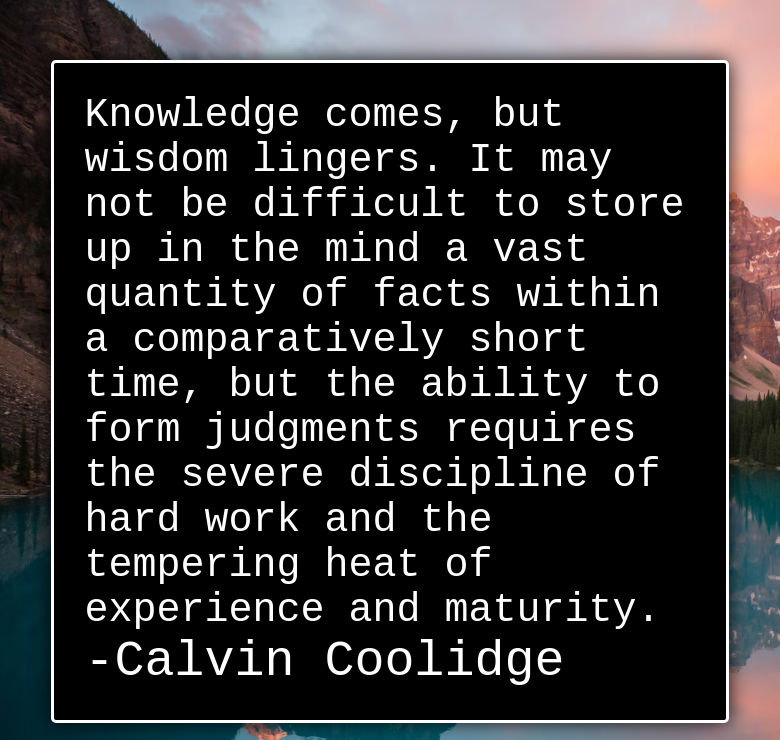 Knowledge comes, but
wisdom lingers. It may
not be difficult to store
up in the mind a vast
quantity of facts within
a comparatively short
time, but the ability to
form judgments requires
the severe discipline of
hard work and the
tempering heat of
experience and maturity.
-Calvin Coolidge